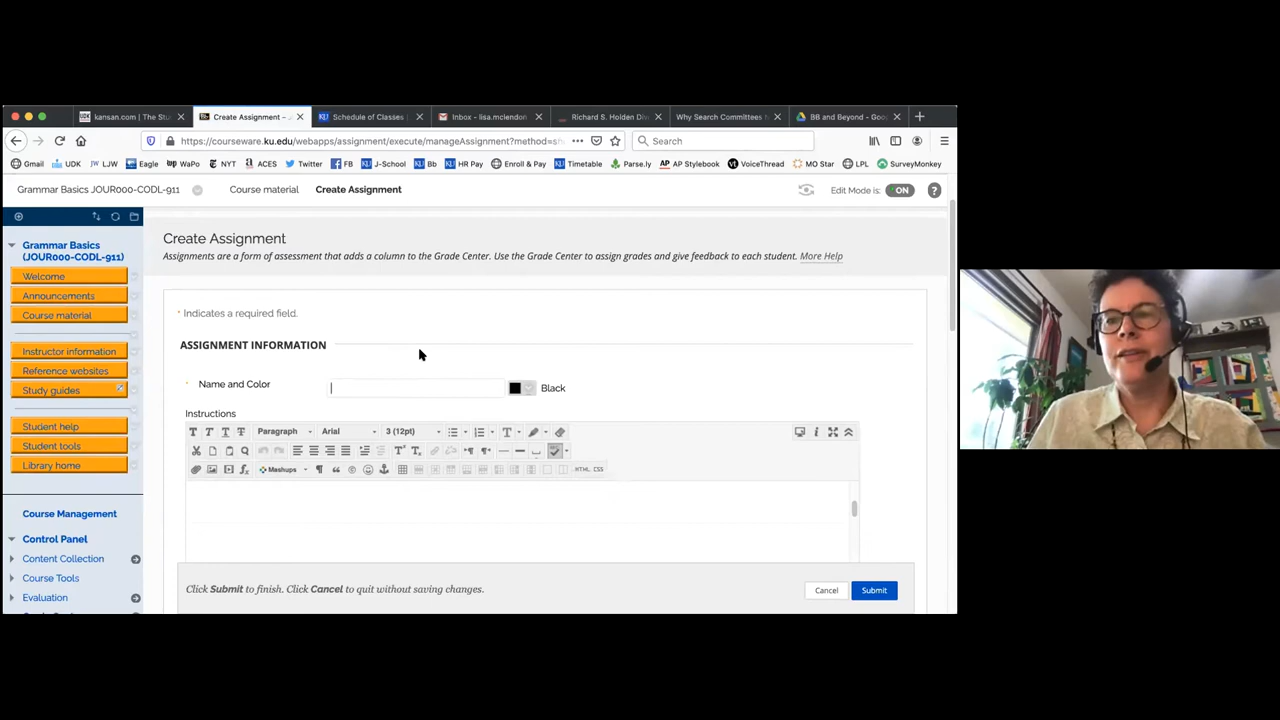 kansan.com | The Stu
Create Assignment –
Schedule of Classes
Inbox - lisa.mclendon
Richard S. Holden Div
Why Search Committees
BB and Beyond - Goo
https://courseware.ku.edu/webapps/assignment/execute/manageAssignment?method=sh
Search
Gmail UDK LJW Eagle WaPo NYT ACES Twitter FB J-School Bb HR Pay Enroll & Pay Timetable Parse.ly AP AP Stylebook VoiceThread MO Star LPL SurveyMonkey
Grammar Basics JOUR000-CODL-911 Course material Create Assignment Edit Mode is: ON ?
Grammar Basics
(JOUR000-CODL-911)
Welcome
Announcements
Course material
Instructor information
Reference websites
Study guides
Student help
Student tools
Library home
Course Management
Control Panel
Content Collection
Course Tools
Evaluation
Create Assignment
Assignments are a form of assessment that adds a column to the Grade Center. Use the Grade Center to assign grades and give feedback to each student. More Help
* Indicates a required field.
ASSIGNMENT INFORMATION
* Name and Color Black
Instructions
T T T T Paragraph Arial 3 (12pt)
Mashups HTML CSS
Click Submit to finish. Click Cancel to quit without saving changes.
Cancel Submit